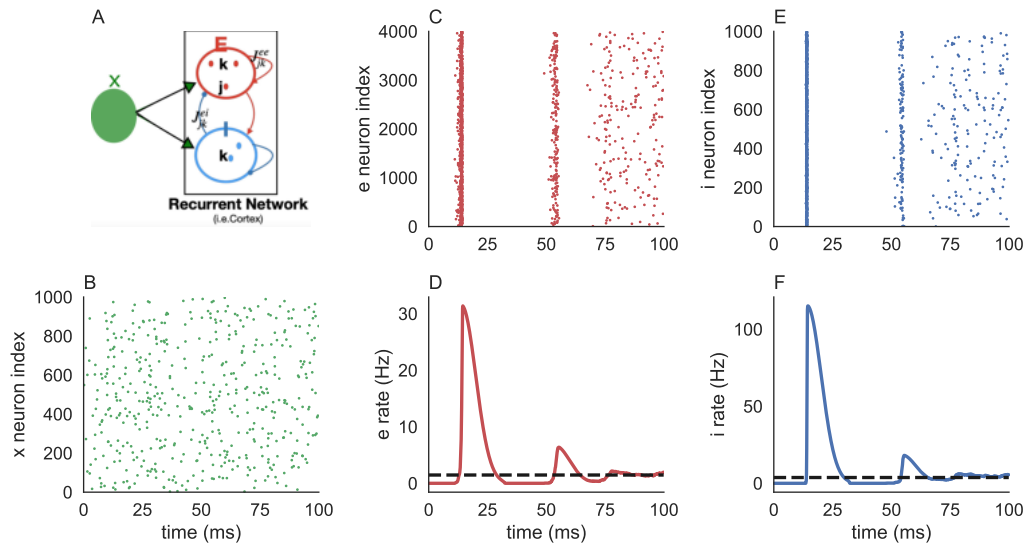 A
X
E
k
j
J^{ee}_{jk}
J^{ei}_{jk}
I
k
Recurrent Network
(i.e.Cortex)
B
x neuron index
1000
800
600
400
200
0
0 25 50 75 100
time (ms)
C
e neuron index
4000
3000
2000
1000
0
0 25 50 75 100
D
e rate (Hz)
30
20
10
0
0 25 50 75 100
time (ms)
E
i neuron index
1000
800
600
400
200
0
0 25 50 75 100
F
i rate (Hz)
100
50
0
0 25 50 75 100
time (ms)